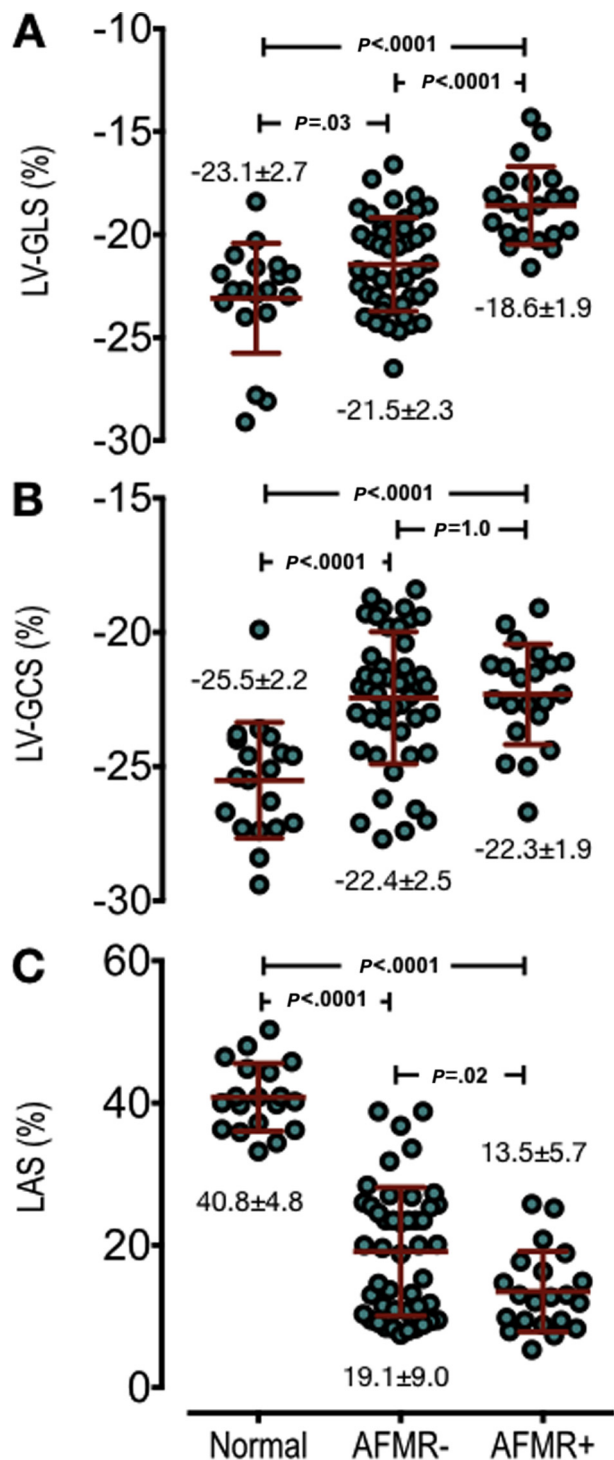 A
LV-GLS (%)
-10
-15
-20
-25
-30
P<.0001
P<.0001
P=.03
-23.1±2.7
-21.5±2.3
-18.6±1.9
B
LV-GCS (%)
-15
-20
-25
-30
P<.0001
P=1.0
P<.0001
-25.5±2.2
-22.4±2.5
-22.3±1.9
C
LAS (%)
60
40
20
0
P<.0001
P<.0001
P=.02
40.8±4.8
19.1±9.0
13.5±5.7
Normal AFMR- AFMR+